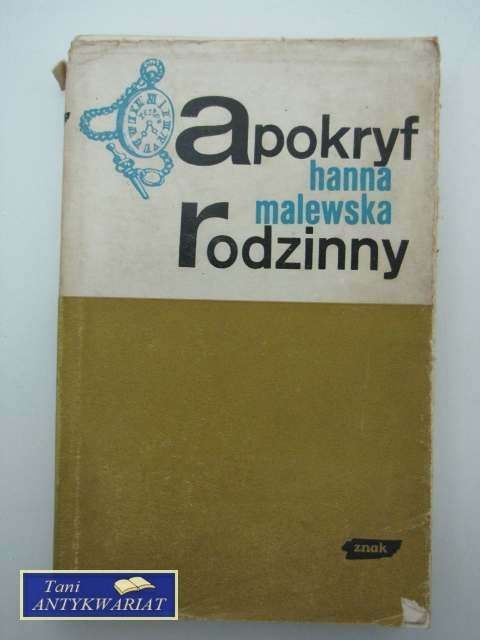 apokryf
hanna
malewska
rodzinny
znak
Tani
ANTYKWARIAT